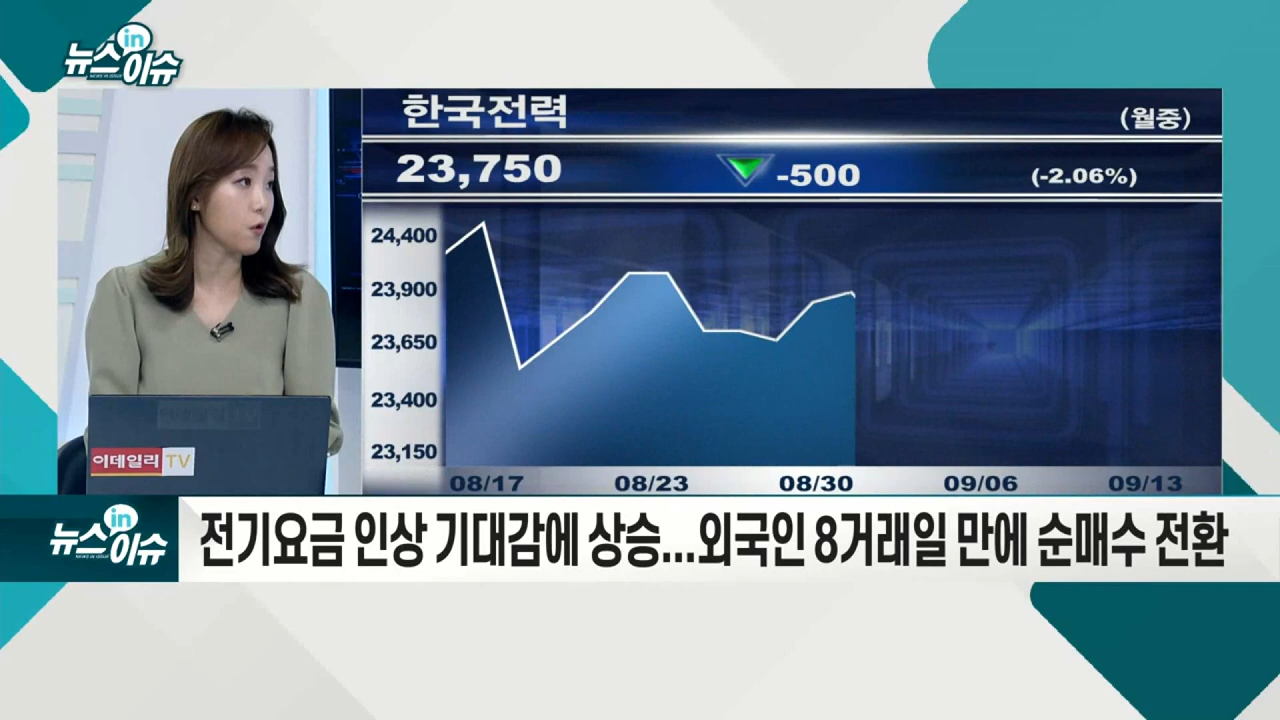 뉴스in이슈
NEWS IN ISSUE
한국전력
(월중)
23,750
-500
(-2.06%)
24,400
23,900
23,650
23,400
23,150
08/17
08/23
08/30
09/06
09/13
이데일리TV
뉴스in이슈
전기요금 인상 기대감에 상승...외국인 8거래일 만에 순매수 전환